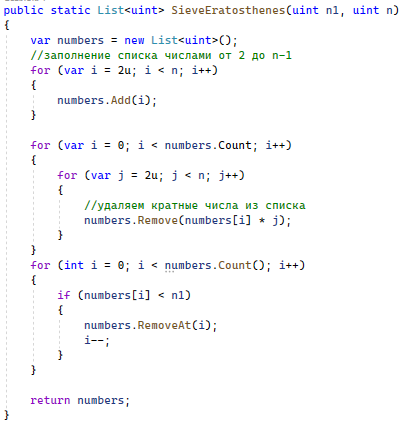 public static List<uint> SieveEratosthenes(uint n1, uint n)
{
    var numbers = new List<uint>();
    //заполнение списка числами от 2 до n-1
    for (var i = 2u; i < n; i++)
    {
        numbers.Add(i);
    }

    for (var i = 0; i < numbers.Count; i++)
    {
        for (var j = 2u; j < n; j++)
        {
            //удаляем кратные числа из списка
            numbers.Remove(numbers[i] * j);
        }
    }
    for (int i = 0; i < numbers.Count(); i++)
    {
        if (numbers[i] < n1)
        {
            numbers.RemoveAt(i);
            i--;
        }
    }

    return numbers;
}